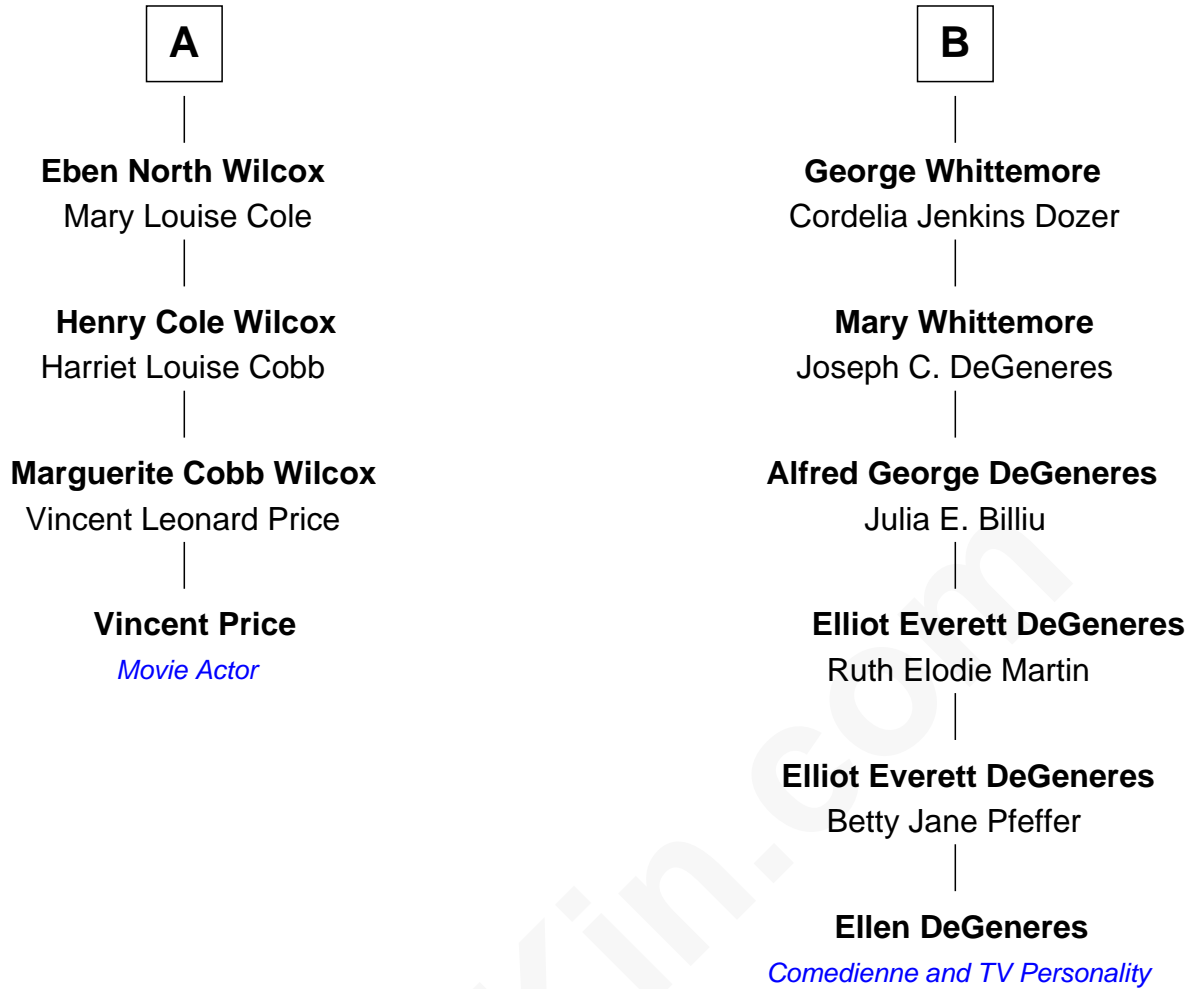 A
Eben North Wilcox
Mary Louise Cole
Henry Cole Wilcox
Harriet Louise Cobb
Marguerite Cobb Wilcox
Vincent Leonard Price
Vincent Price
Movie Actor
B
George Whittemore
Cordelia Jenkins Dozer
Mary Whittemore
Joseph C. DeGeneres
Alfred George DeGeneres
Julia E. Billiu
Elliot Everett DeGeneres
Ruth Elodie Martin
Elliot Everett DeGeneres
Betty Jane Pfeffer
Ellen DeGeneres
Comedienne and TV Personality
Kin.com